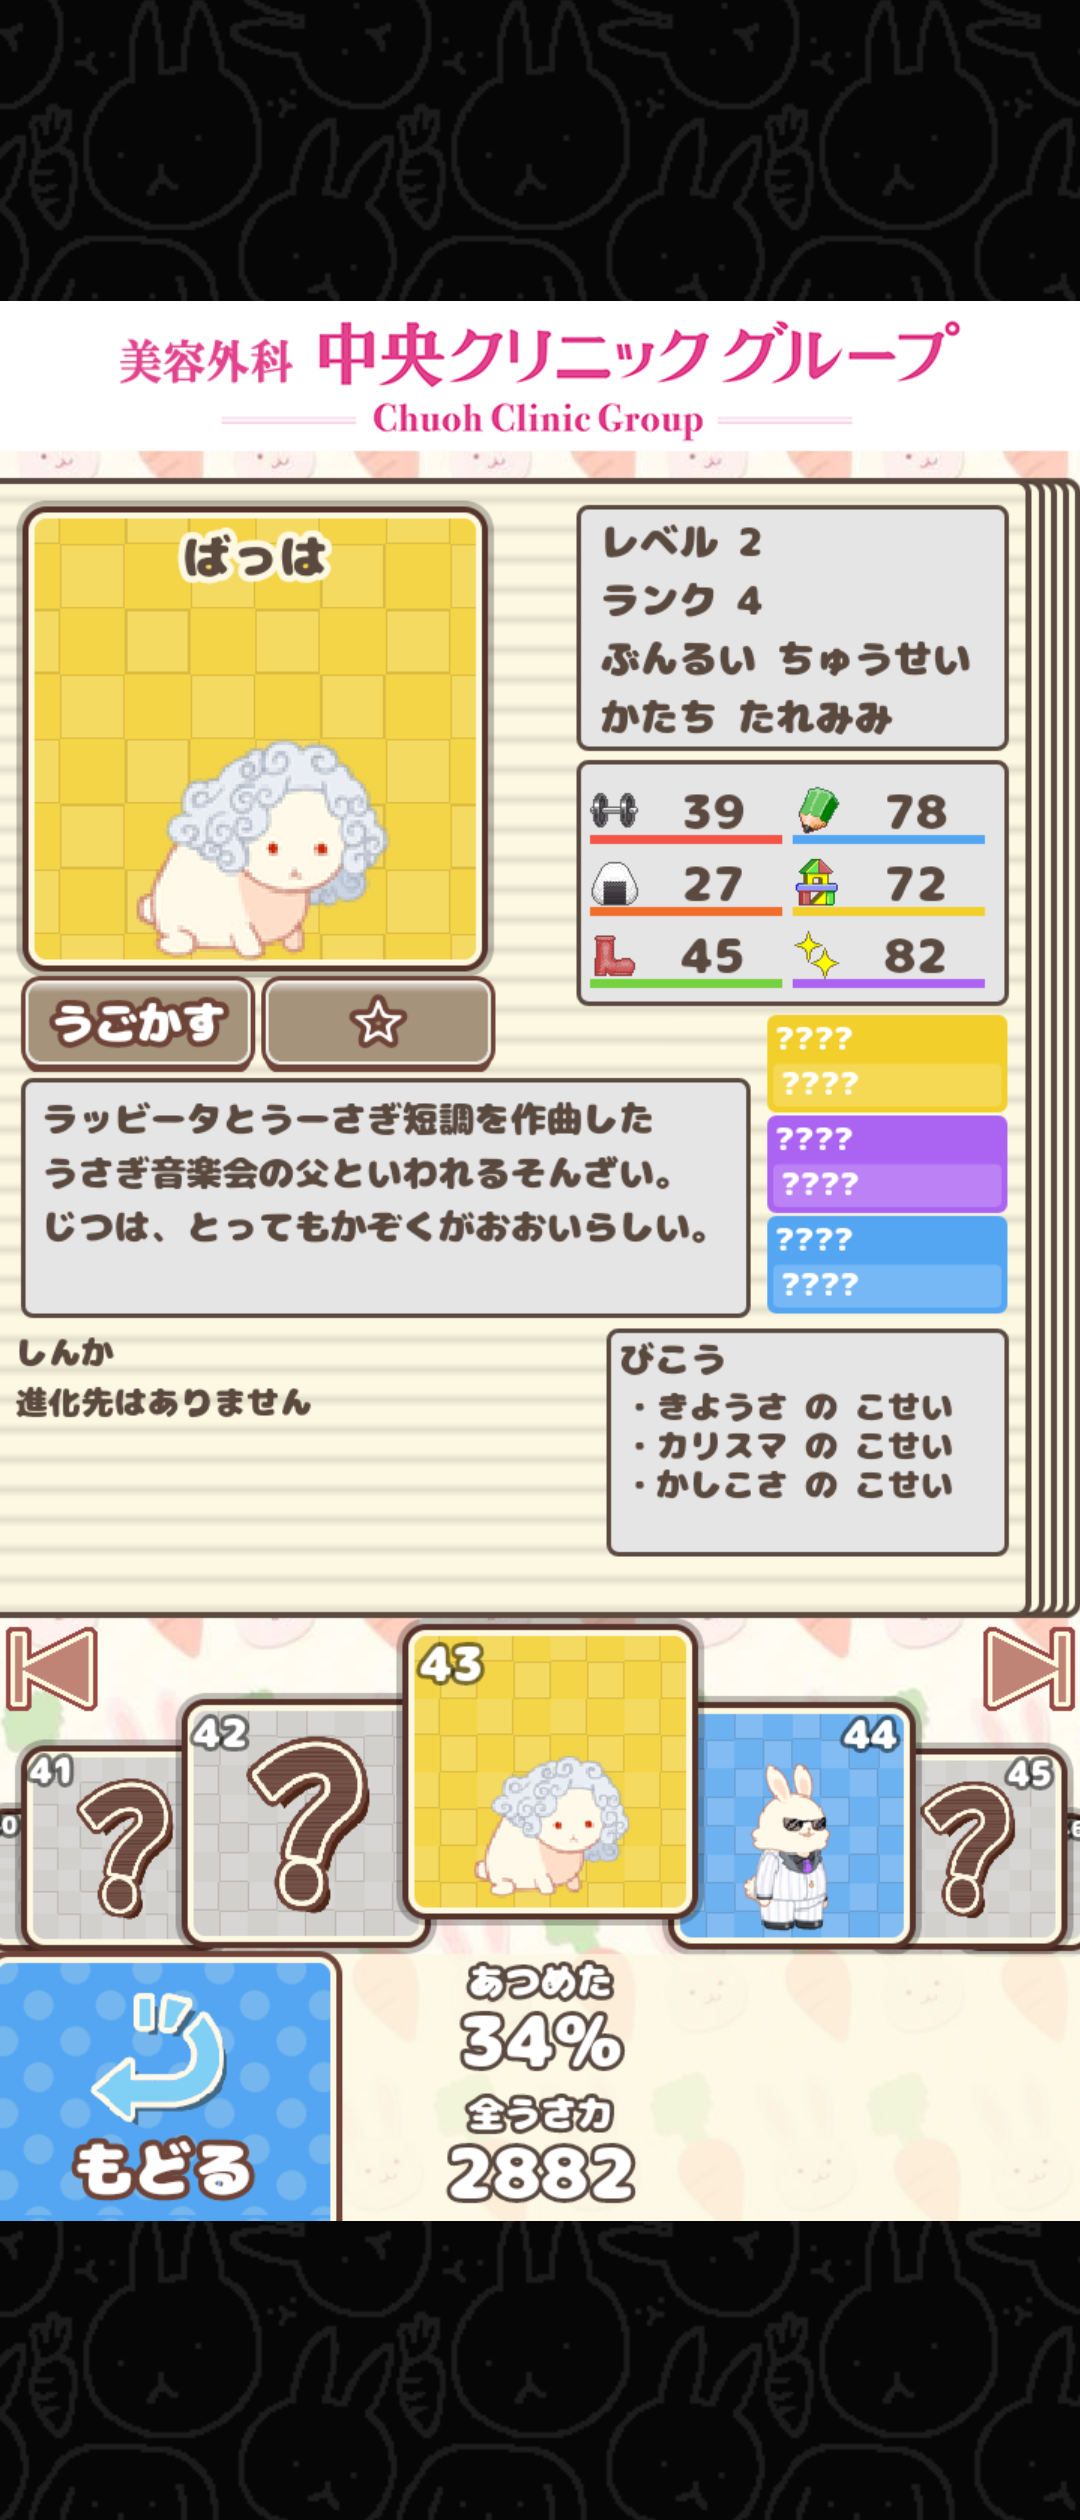 美容外科 中央クリニックグループ
Chuoh Clinic Group
ばっは
レベル 2
ランク 4
ぶんるい ちゅうせい
かたち たれみみ
39 78
27 72
45 82
うごかす
????
????
????
????
????
????
ラッビータとうーさぎ短調を作曲した
うさぎ音楽会の父といわれるそんざい。
じつは、とってもかぞくがおおいらしい。
しんか
進化先はありません
びこう
・きようさ の こせい
・カリスマ の こせい
・かしこさ の こせい
41
42
43
44
45
もどる
あつめた
34%
全うさ力
2882